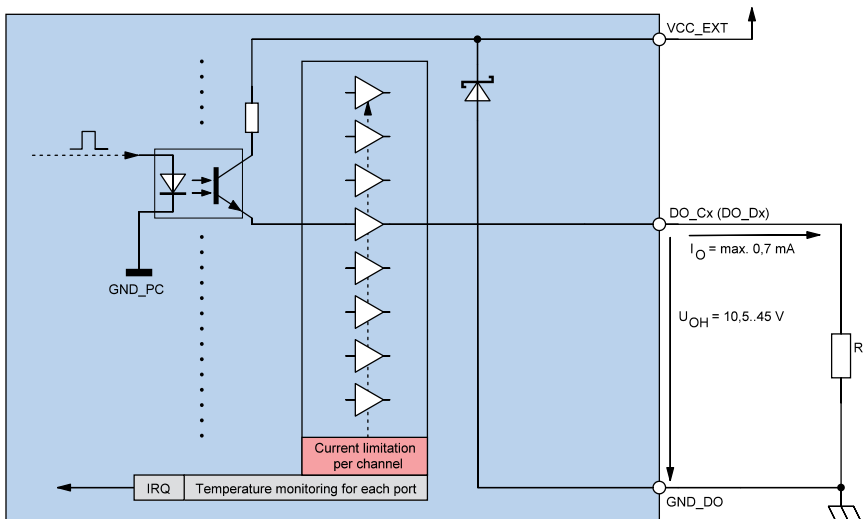 VCC_EXT
DO_Cx (DO_Dx)
I_O = max. 0,7 mA
GND_PC
U_OH = 10,5..45 V
R
Current limitation
per channel
IRQ
Temperature monitoring for each port
GND_DO